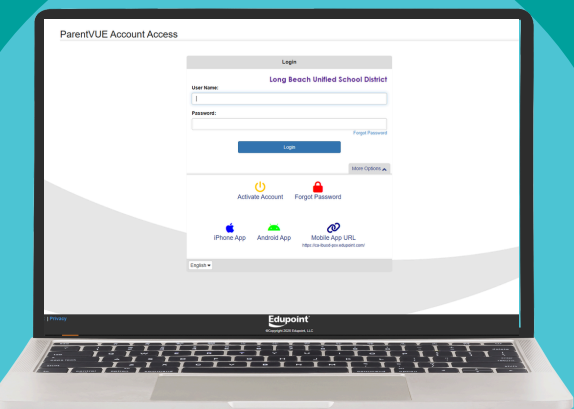 ParentVUE Account Access
Login
Long Beach Unified School District
User Name:
Password:
Forgot Password
Login
More Options
Activate Account Forgot Password
iPhone App Android App Mobile App URL
English
| Privacy
Edupoint